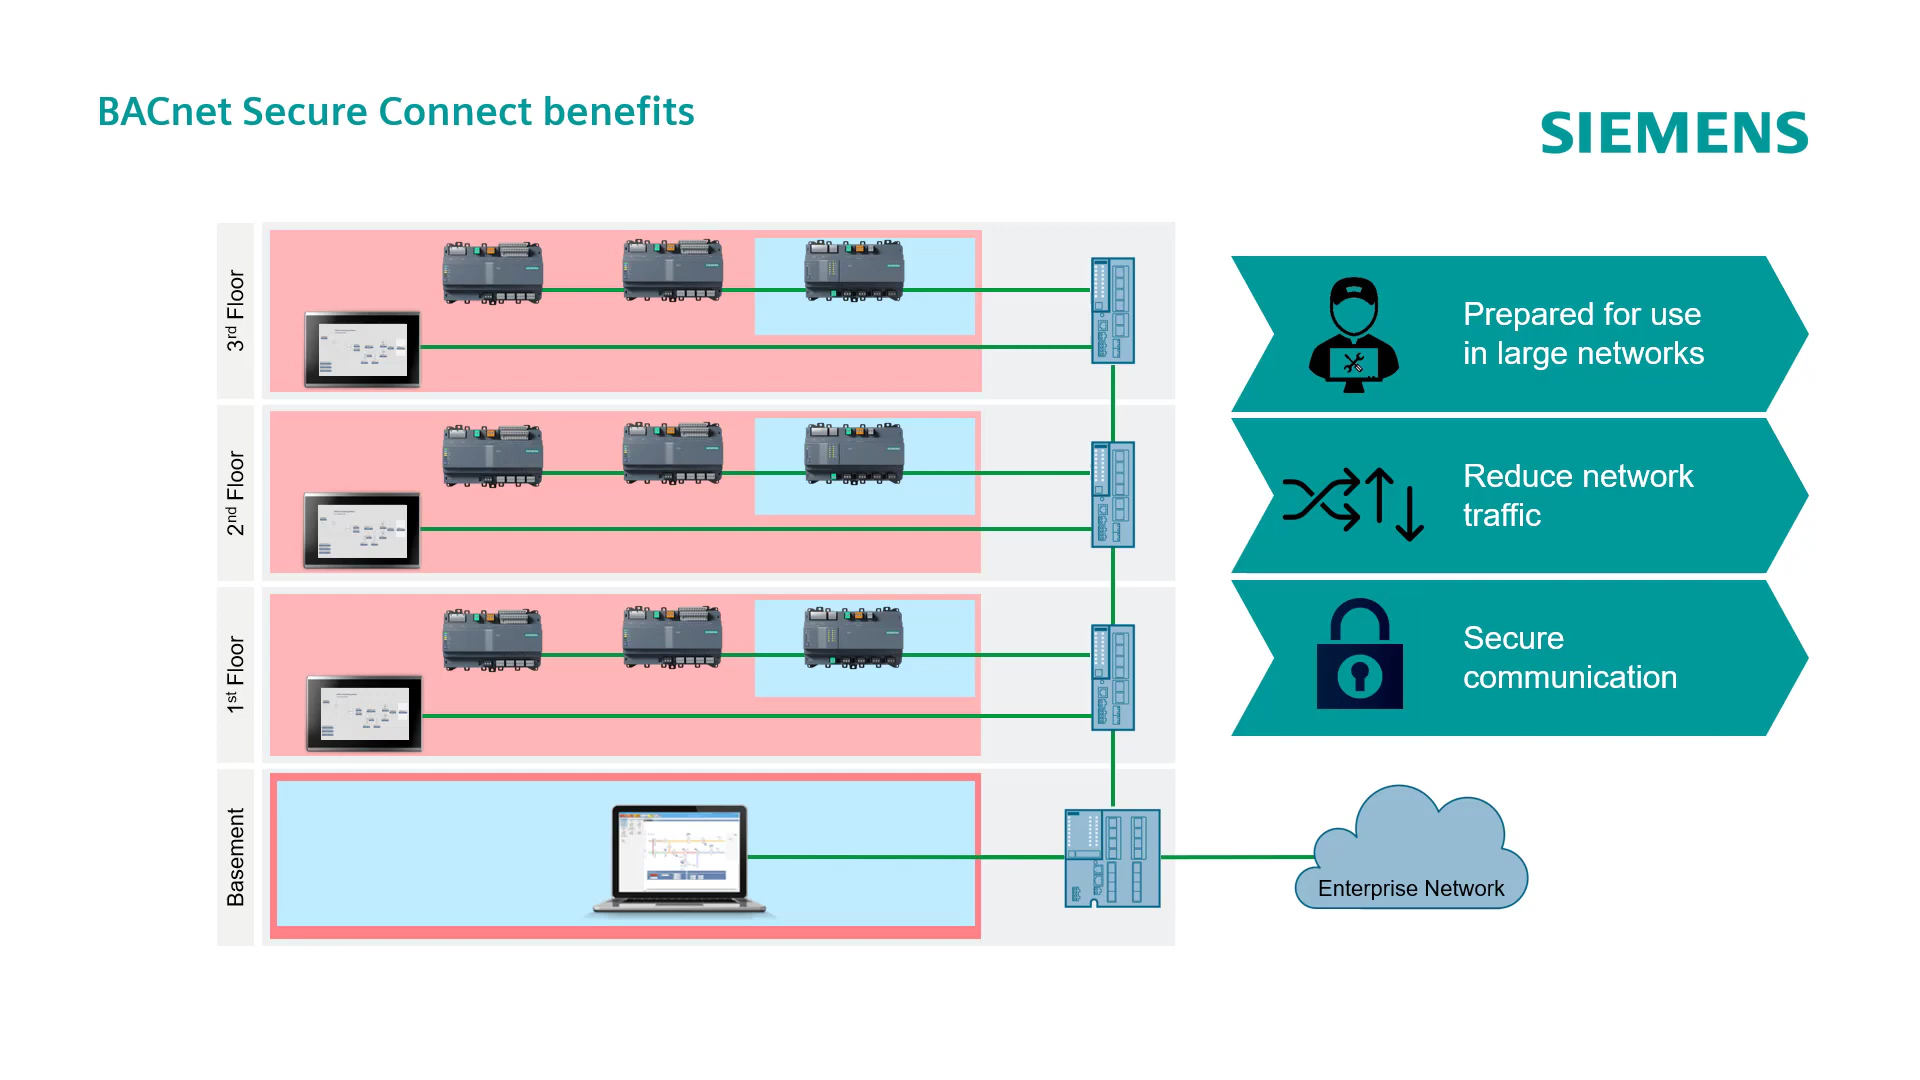 BACnet Secure Connect benefits
SIEMENS
3rd Floor
2nd Floor
1st Floor
Basement
Prepared for use
in large networks
Reduce network
traffic
Secure
communication
Enterprise Network